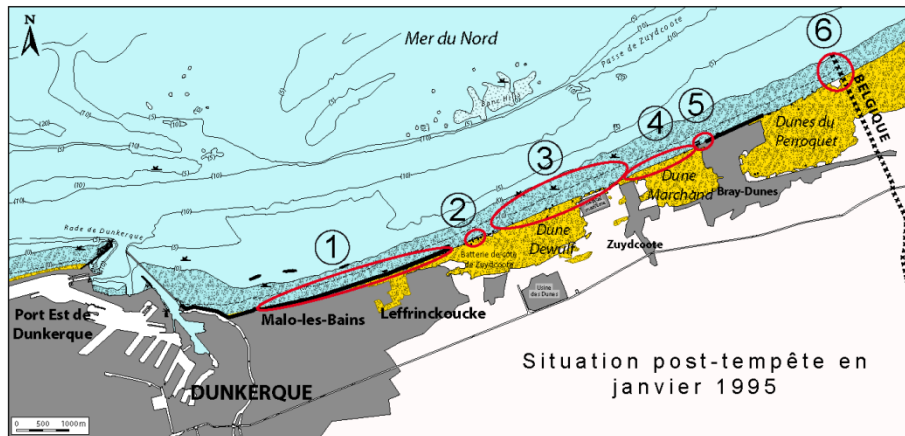 N
Mer du Nord
Passe de Zuydcoote
Banc Hills
6
BELGIQUE
5
4
Dunes du
Perroquet
3
Dune
Marchand
Bray-Dunes
2
Rade de Dunkerque
1
Dune
Dewulf
Zuydcoote
Batterie de côte
de Zuydcoote
Usine
des Dunes
Port Est de
Dunkerque
Malo-les-Bains
Leffrinckoucke
DUNKERQUE
Situation post-tempête en
janvier 1995
0 500 1000m